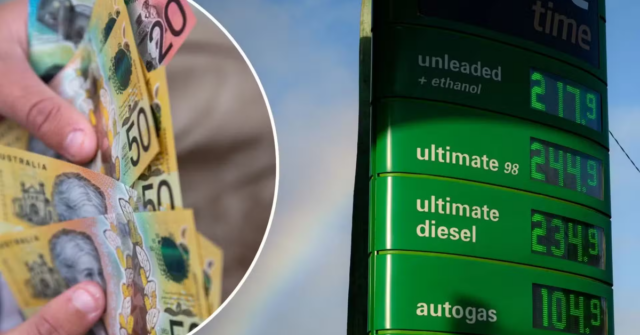 time
unleaded
+ ethanol
217.9
ultimate 98
244.9
ultimate
diesel
234.9
autogas
104.9
20
50
50
AUSTRALIA
50